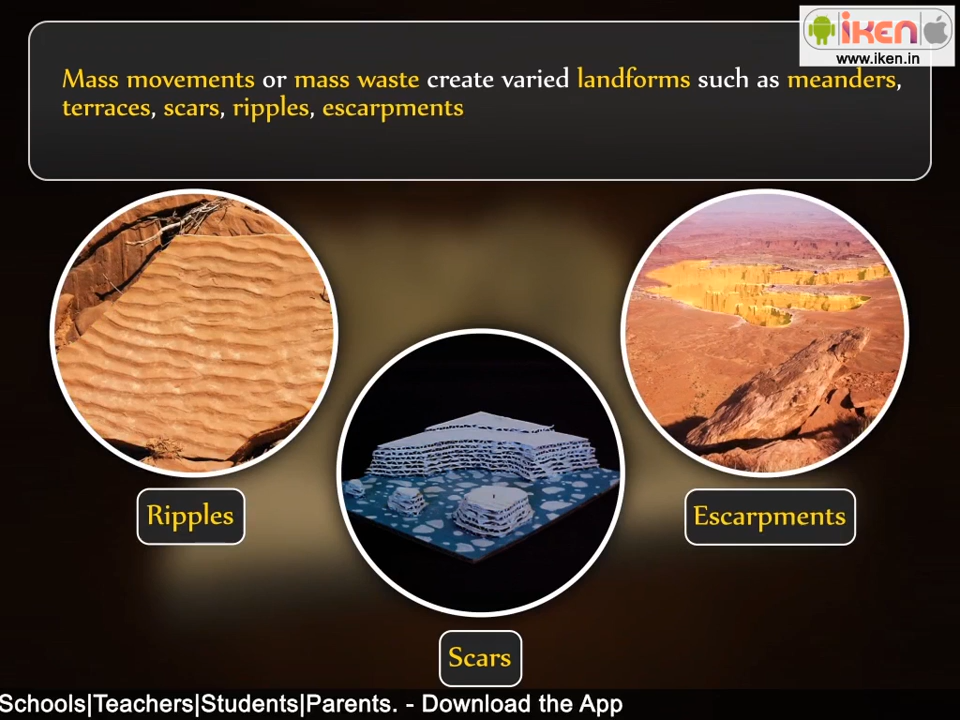 iken
www.iken.in
Mass movements or mass waste create varied landforms such as meanders,
terraces, scars, ripples, escarpments
Ripples
Escarpments
Scars
Schools|Teachers|Students|Parents. - Download the App